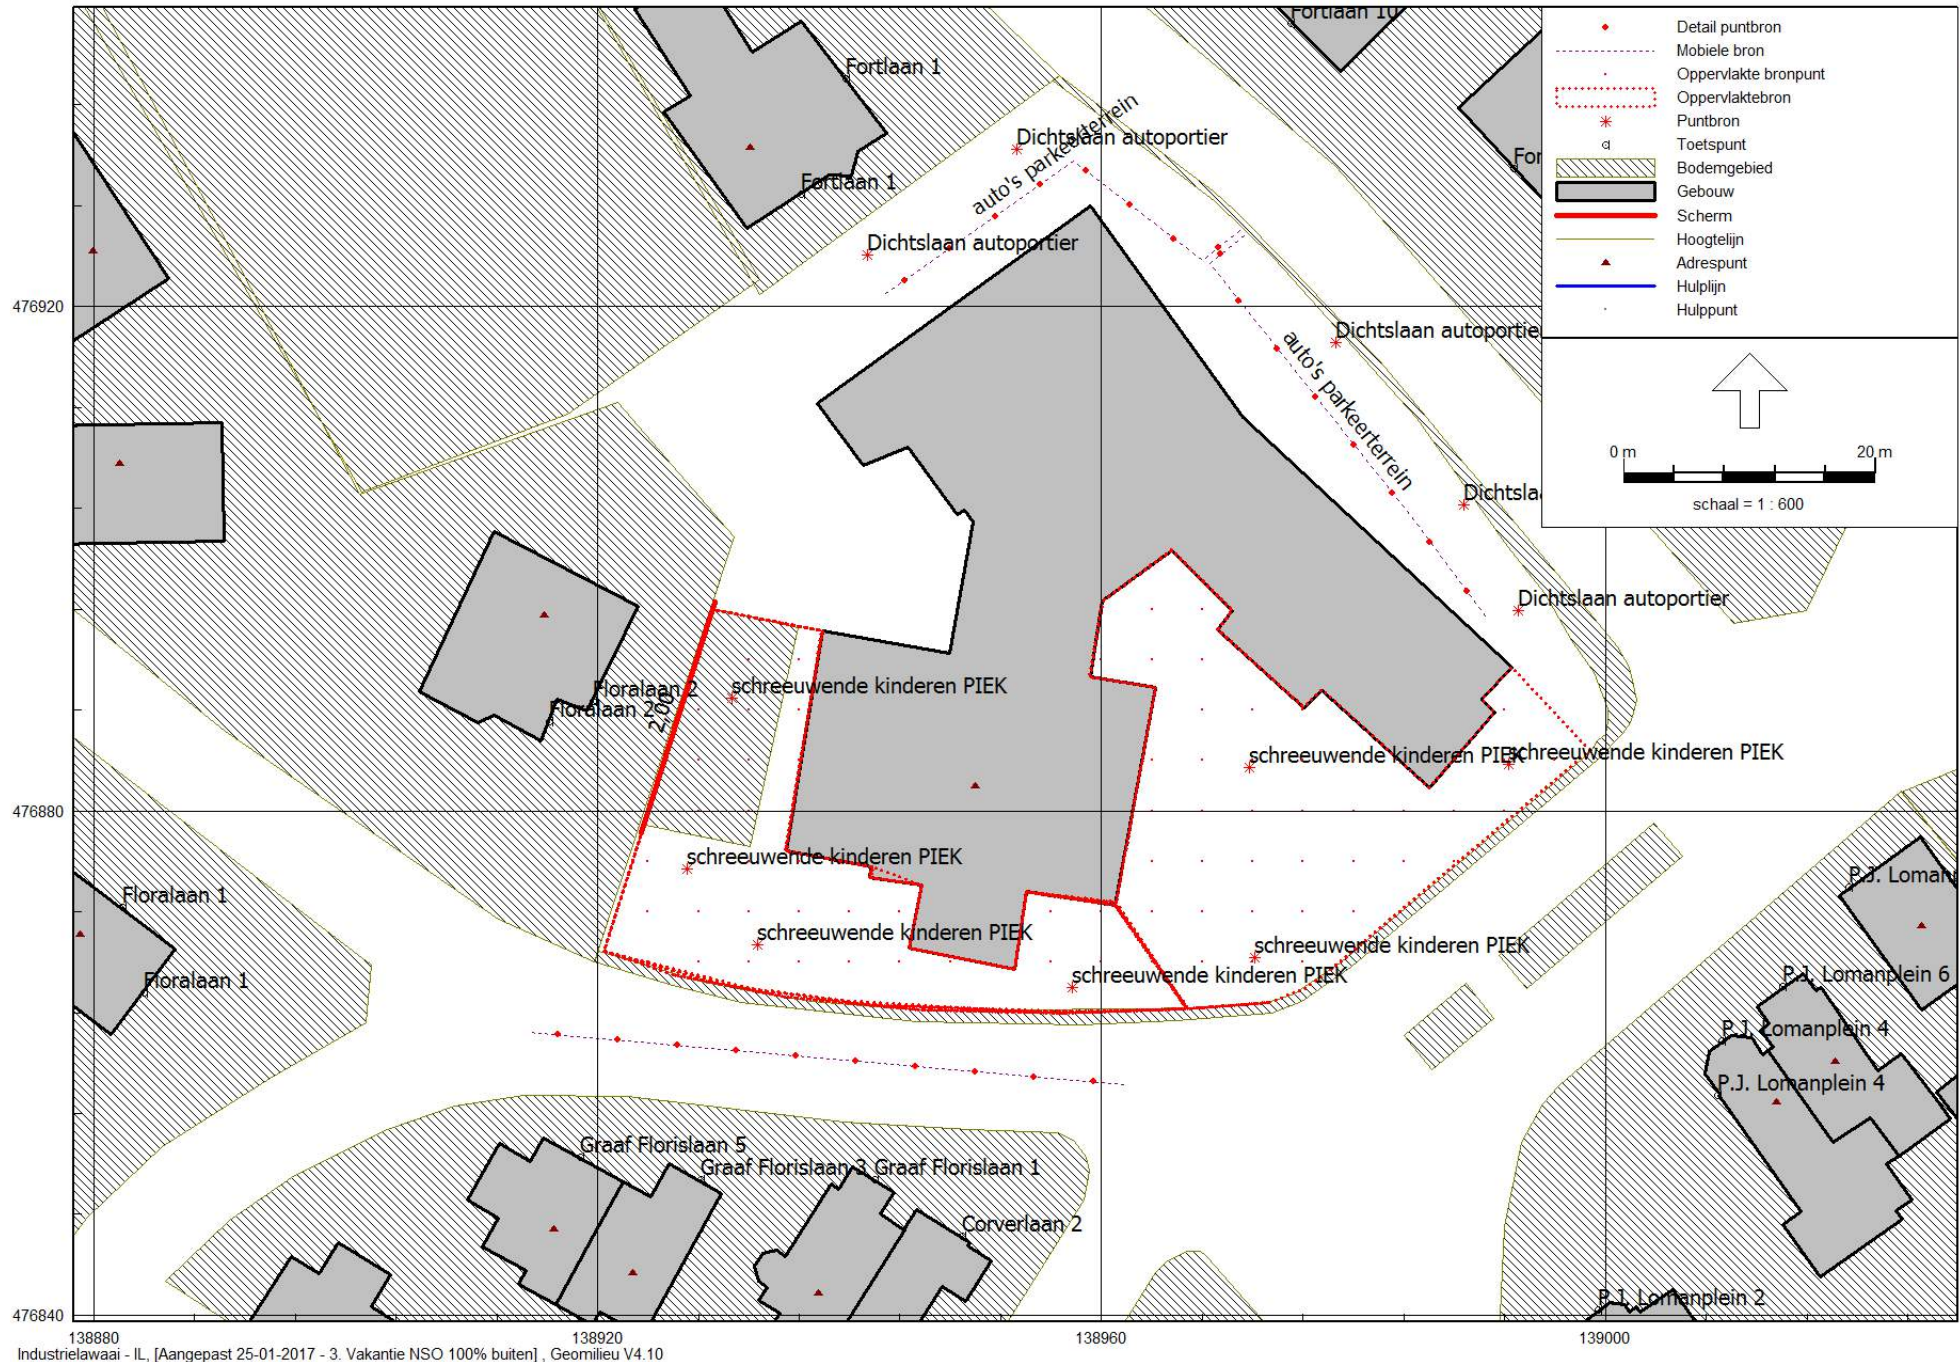 Fortlaan 10
Fortlaan 1
Fortlaan 1
Dichtslaan autoportier
auto's parkeerterrein
Dichtslaan autoportier
Dichtslaan autoportie
auto's parkeerterrein
Dichtsla
Dichtslaan autoportier
For
Detail puntbron
Mobiele bron
Oppervlakte bronpunt
Oppervlaktebron
Puntbron
Toetspunt
Bodemgebied
Gebouw
Scherm
Hoogtelijn
Adrespunt
Hulplijn
Hulppunt
0 m 20 m
schaal = 1 : 600
476920
Floralaan 2
Floralaan 2
2,00
schreeuwende kinderen PIEK
schreeuwende kinderen PIEK
schreeuwende kinderen PIEK
476880
schreeuwende kinderen PIEK
schreeuwende kinderen PIEK
schreeuwende kinderen PIEK
schreeuwende kinderen PIEK
Floralaan 1
Floralaan 1
P.J. Loman
P.J. Lomanplein 6
P.J. Lomanplein 4
P.J. Lomanplein 4
Graaf Florislaan 5
Graaf Florislaan 3
Graaf Florislaan 1
Corverlaan 2
P.J. Lomanplein 2
476840
138880 138920 138960 139000
Industrielawaai - IL, [Aangepast 25-01-2017 - 3. Vakantie NSO 100% buiten] , Geomilieu V4.10